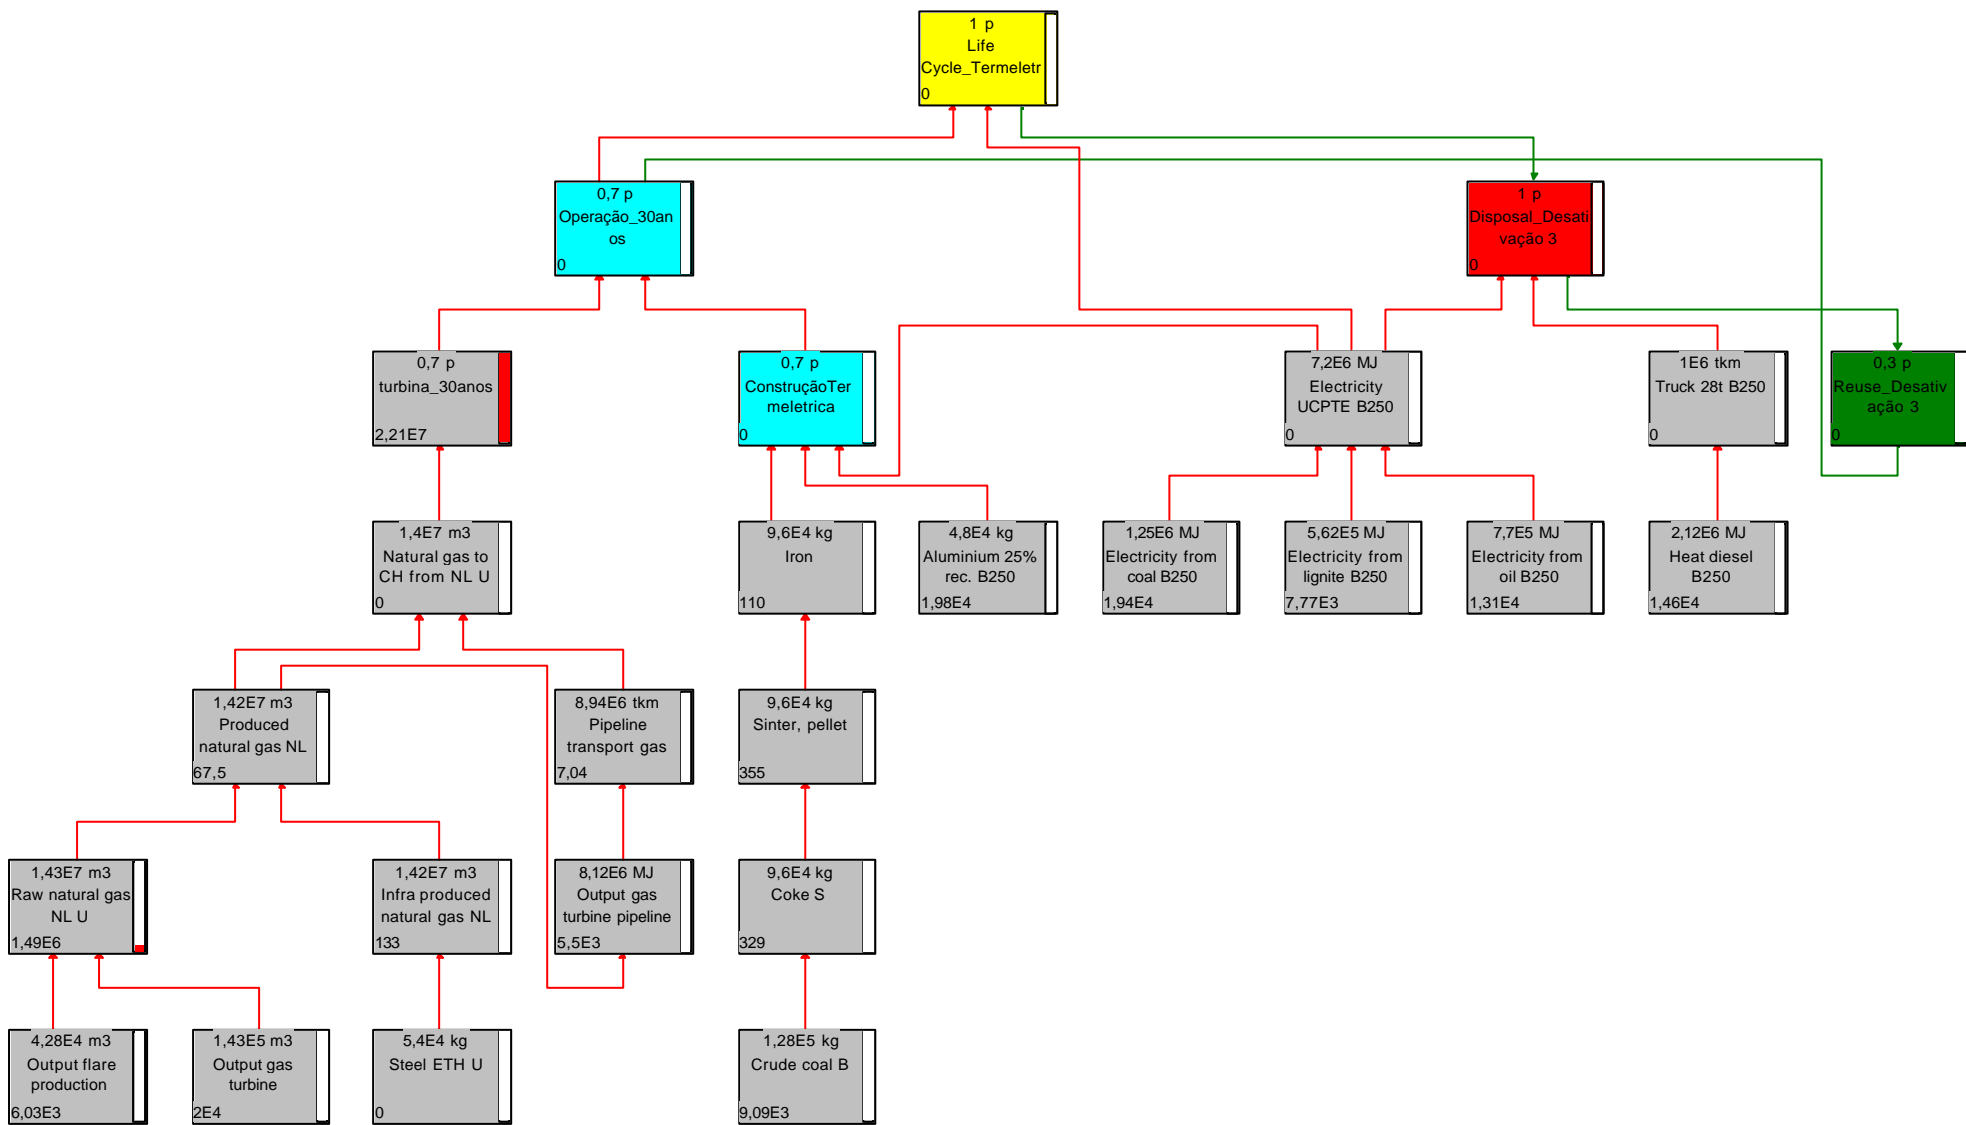 1 p
Life
Cycle_Termeletr
0
0,7 p
Operação_30an
os
0
1 p
Disposal_Desati
vação 3
0
0,7 p
turbina_30anos
2,21E7
0,7 p
ConstruçãoTer
meletrica
0
7,2E6 MJ
Electricity
UCPTE B250
0
1E6 tkm
Truck 28t B250
0
0,3 p
Reuse_Desativ
ação 3
0
1,4E7 m3
Natural gas to
CH from NL U
0
9,6E4 kg
Iron
110
4,8E4 kg
Aluminium 25%
rec. B250
1,98E4
1,25E6 MJ
Electricity from
coal B250
1,94E4
5,62E5 MJ
Electricity from
lignite B250
7,77E3
7,7E5 MJ
Electricity from
oil B250
1,31E4
2,12E6 MJ
Heat diesel
B250
1,46E4
1,42E7 m3
Produced
natural gas NL
67,5
8,94E6 tkm
Pipeline
transport gas
7,04
9,6E4 kg
Sinter, pellet
355
1,43E7 m3
Raw natural gas
NL U
1,49E6
1,42E7 m3
Infra produced
natural gas NL
133
8,12E6 MJ
Output gas
turbine pipeline
5,5E3
9,6E4 kg
Coke S
329
4,28E4 m3
Output flare
production
6,03E3
1,43E5 m3
Output gas
turbine
2E4
5,4E4 kg
Steel ETH U
0
1,28E5 kg
Crude coal B
9,09E3